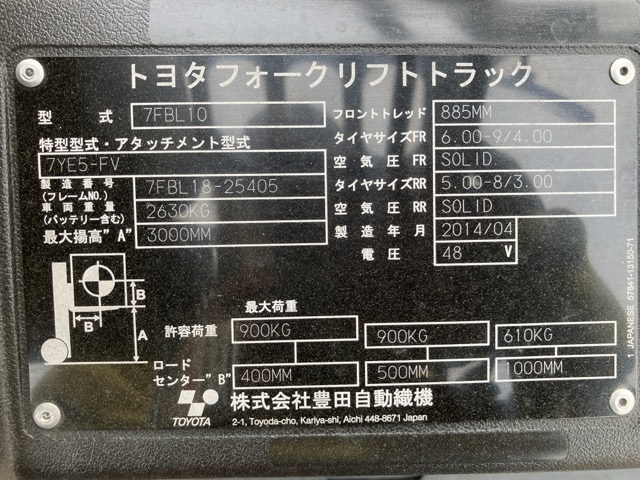 トヨタフォークリフトトラック
型式 7FBL10
特型型式・アタッチメント型式
7YE5-FV
製造番号 (フレームNO.) 7FBL18-25405
車両重量 (バッテリー含む) 2630KG
最大揚高"A" 3000MM
フロントトレッド 885MM
タイヤサイズFR 6.00-9/4.00
空気圧FR SOLID
タイヤサイズRR 5.00-8/3.00
空気圧RR SOLID
製造年月 2014/04
電圧 48 V
B
B
A
最大荷重
許容荷重 900KG 900KG 610KG
ロードセンター"B" 400MM 500MM 1000MM
TOYOTA
株式会社豊田自動織機
2-1, Toyoda-cho, Kariya-shi, Aichi 448-8671 Japan
1 JAPANESE 57841-13150-71